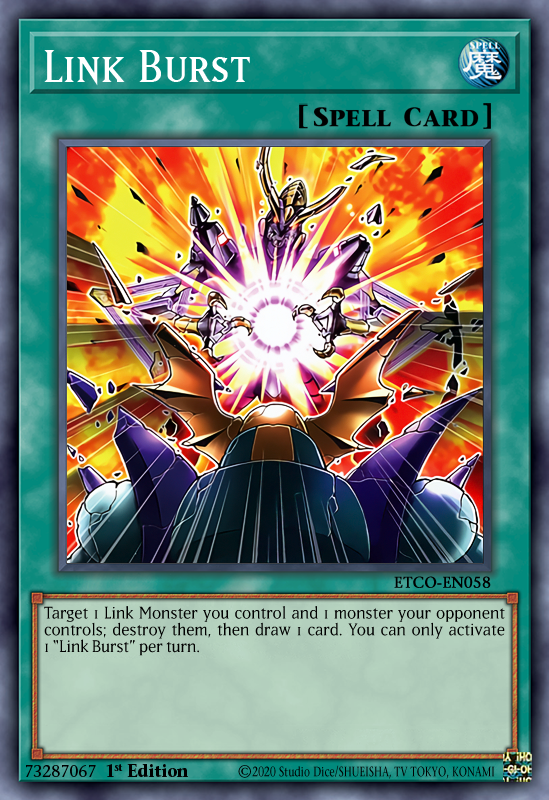 LINK BURST
SPELL
魔
[SPELL CARD]
ETCO-EN058
Target 1 Link Monster you control and 1 monster your opponent
controls; destroy them, then draw 1 card. You can only activate
1 "Link Burst" per turn.
73287067 1st Edition ©2020 Studio Dice/SHUEISHA, TV TOKYO, KONAMI